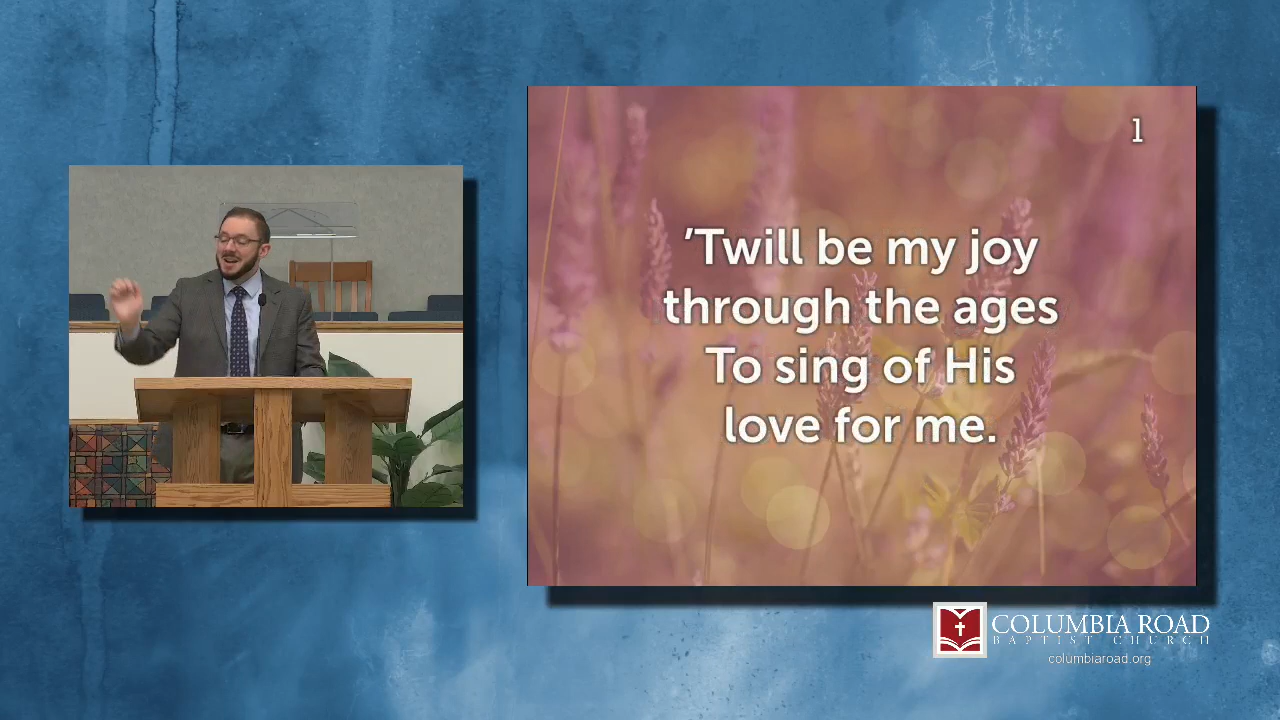 1
’Twill be my joy
through the ages
To sing of His
love for me.
COLUMBIA ROAD
BAPTIST CHURCH
columbiaroad.org